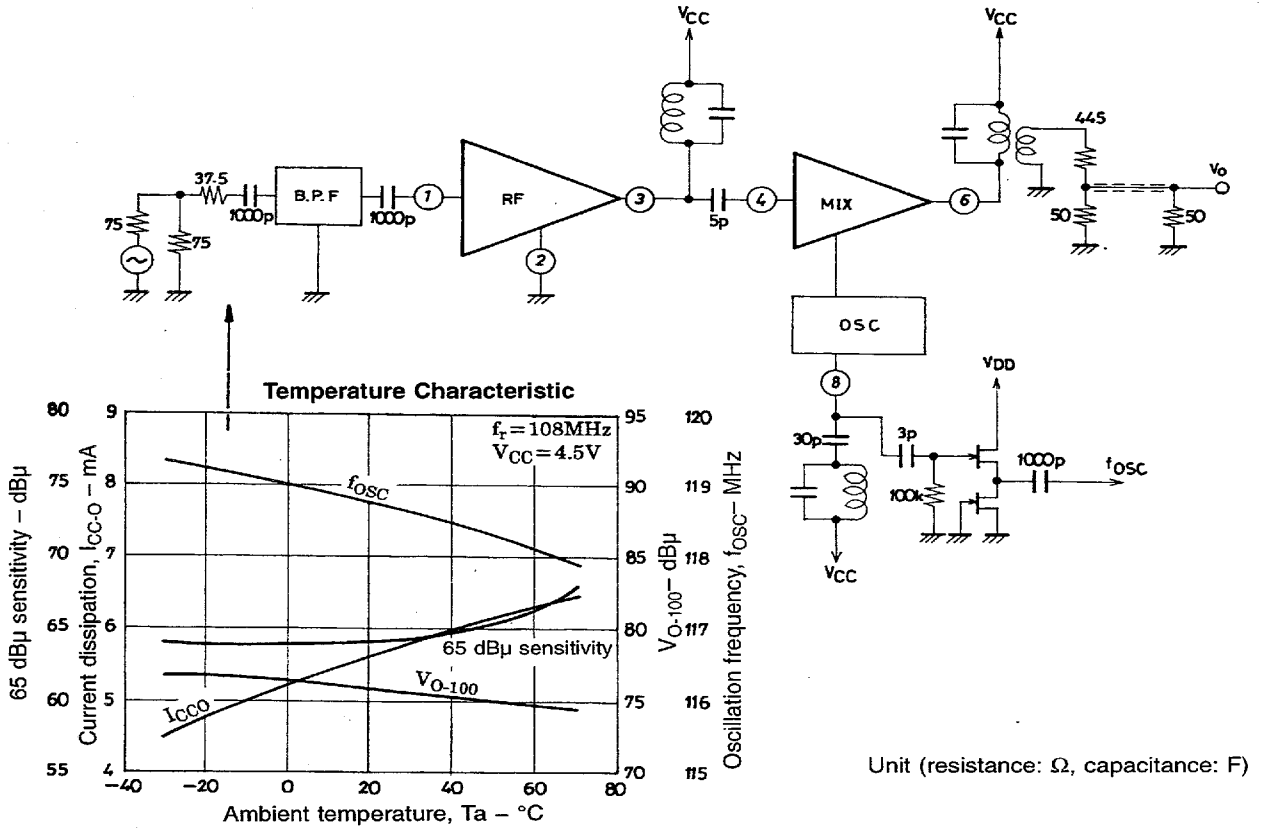 VCC
VCC
445
Vo
37.5
B.P.F
1000p
1000p
1
RF
3
5p
4
MIX
6
75
75
50
50
2
OSC
8
VDD
30p
3p
1000p
fOSC
100k
VCC
Temperature Characteristic
fr=108MHz
VCC=4.5V
80
75
70
65
60
55
65 dBμ sensitivity – dBμ
9
8
7
6
5
4
Current dissipation, ICC-O – mA
fOSC
65 dBμ sensitivity
VO-100
ICCO
95
90
85
80
75
70
VO-100– dBμ
120
119
118
117
116
115
Oscillation frequency, fOSC– MHz
–40 –20 0 20 40 60 80
Ambient temperature, Ta – °C
Unit (resistance: Ω, capacitance: F)